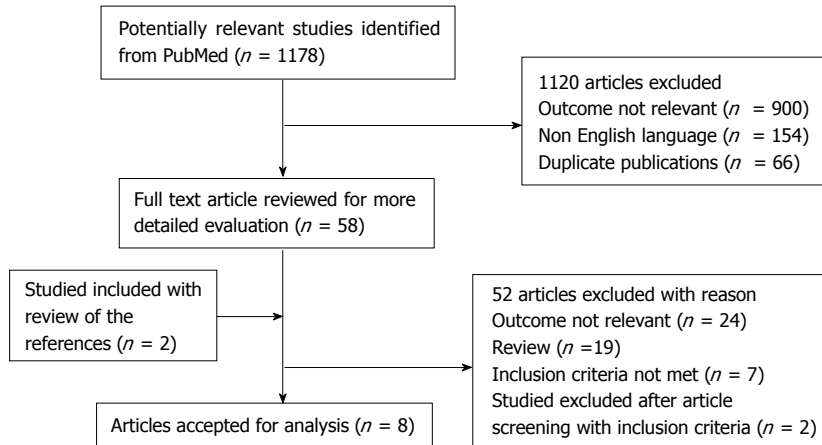 Potentially relevant studies identified
from PubMed (n = 1178)
1120 articles excluded
Outcome not relevant (n = 900)
Non English language (n = 154)
Duplicate publications (n = 66)
Full text article reviewed for more
detailed evaluation (n = 58)
Studied included with
review of the
references (n = 2)
52 articles excluded with reason
Outcome not relevant (n = 24)
Review (n =19)
Inclusion criteria not met (n = 7)
Studied excluded after article
screening with inclusion criteria (n = 2)
Articles accepted for analysis (n = 8)